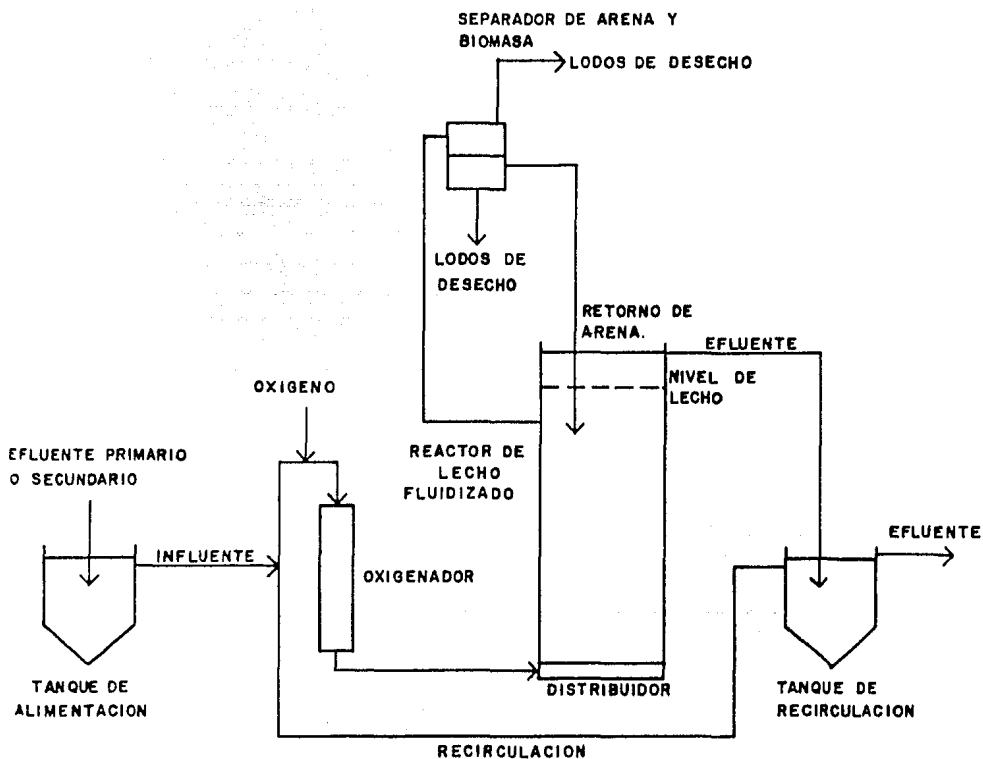 SEPARADOR DE ARENA Y
BIOMASA
LODOS DE DESECHO
LODOS DE
DESECHO
RETORNO DE
ARENA.
EFLUENTE
NIVEL DE
LECHO
OXIGENO
REACTOR DE
LECHO
FLUIDIZADO
EFLUENTE PRIMARIO
O SECUNDARIO
INFLUENTE
OXIGENADOR
EFLUENTE
DISTRIBUIDOR
TANQUE DE
ALIMENTACION
TANQUE DE
RECIRCULACION
RECIRCULACION